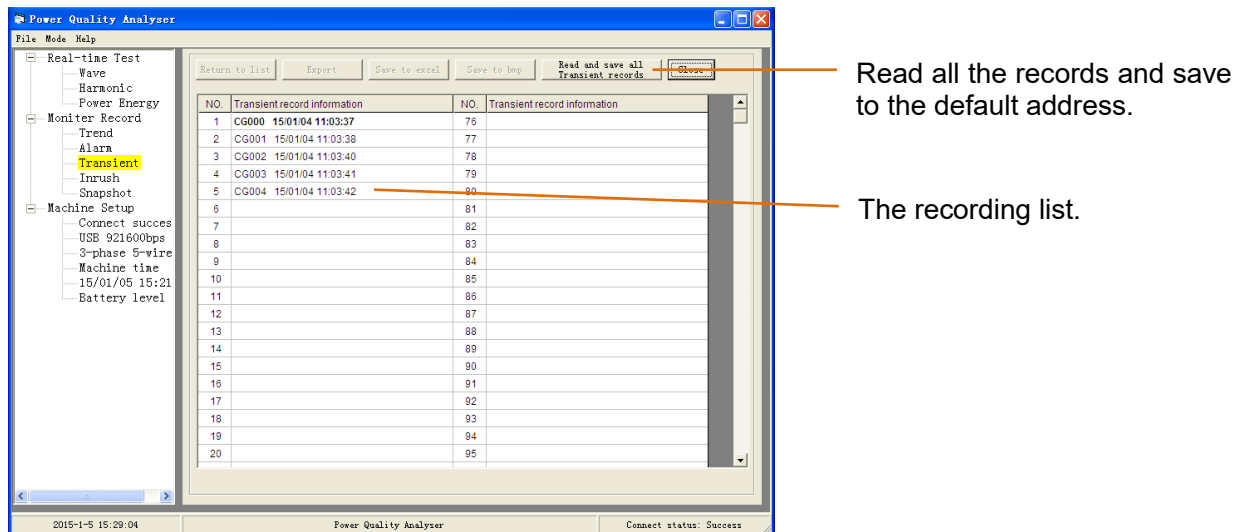 Power Quality Analyser
File Mode Help
Real-time Test
Wave
Harmonic
Power Energy
Moniter Record
Trend
Alarm
Transient
Inrush
Snapshot
Machine Setup
Connect succes
USB 921600bps
3-phase 5-wire
Machine time
15/01/05 15:21
Battery level
Return to list Export Save to excel Save to bmp Read and save all Transient records Close
NO. Transient record information NO. Transient record information
1 CG000 15/01/04 11:03:37 76
2 CG001 15/01/04 11:03:38 77
3 CG002 15/01/04 11:03:40 78
4 CG003 15/01/04 11:03:41 79
5 CG004 15/01/04 11:03:42 80
6 81
7 82
8 83
9 84
10 85
11 86
12 87
13 88
14 89
15 90
16 91
17 92
18 93
19 94
20 95
2015-1-5 15:29:04 Power Quality Analyser Connect status: Success
Read all the records and save
to the default address.
The recording list.